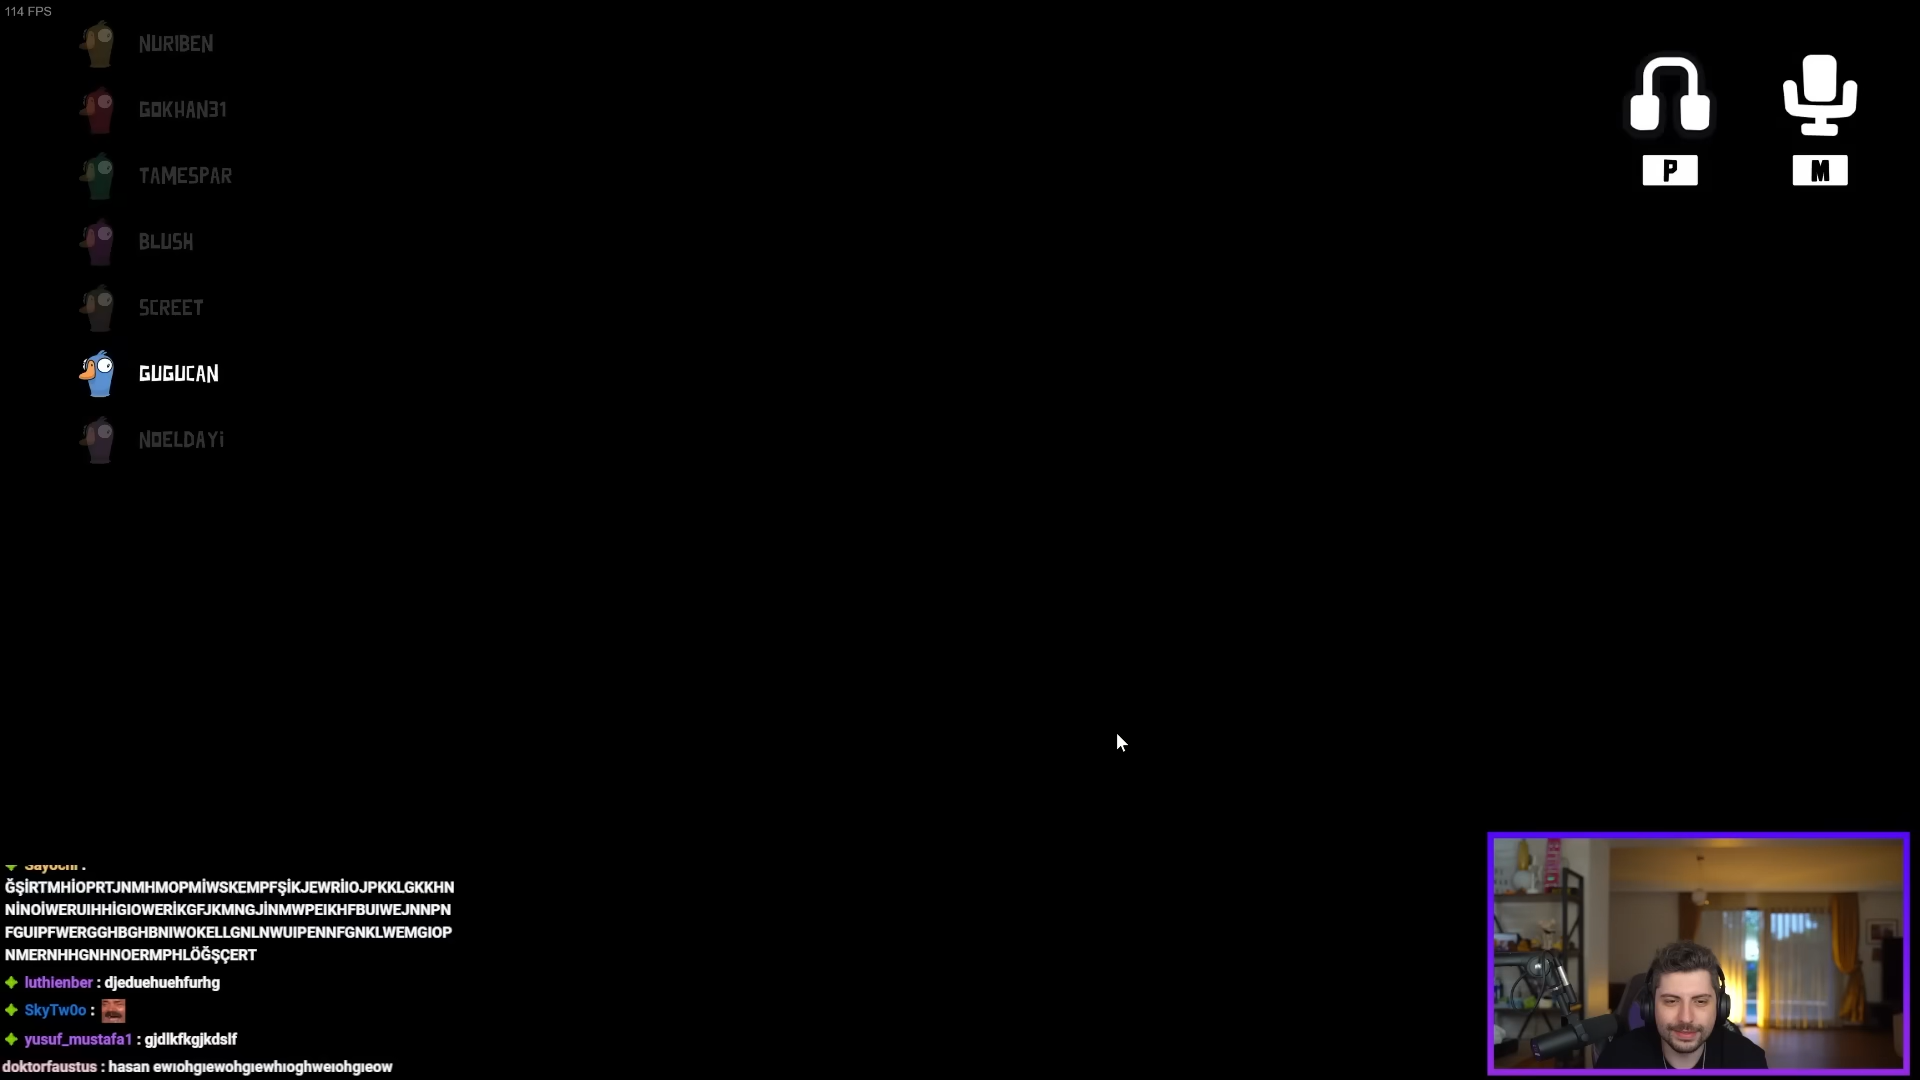 114 FPS
NURIBEN
GOKHAN31
TAMESPAR
BLUSH
SCREET
GUGUCAN
NOELDAYi
P
M
Sayochi :
ĞŞİRTMHİOPRTJNMHMOPMİWSKEMPFŞİKJEWRİIOJPKKLGKKHN
NİNOİWERUIHHİGIOWERİKGFJKMNGJİNMWPEIKHFBUIWEJNNPN
FGUIPFWERGGHBGHBNIWOKELLGNLNWUIPENNFGNKLWEMGIOP
NMERNHHGNHNOERMPHLÖĞŞÇERT
luthienber : djeduehuehfurhg
SkyTw0o :
yusuf_mustafa1 : gjdlkfkgjkdslf
doktorfaustus : hasan ewıohgıewohgıewhıoghweıohgıeow